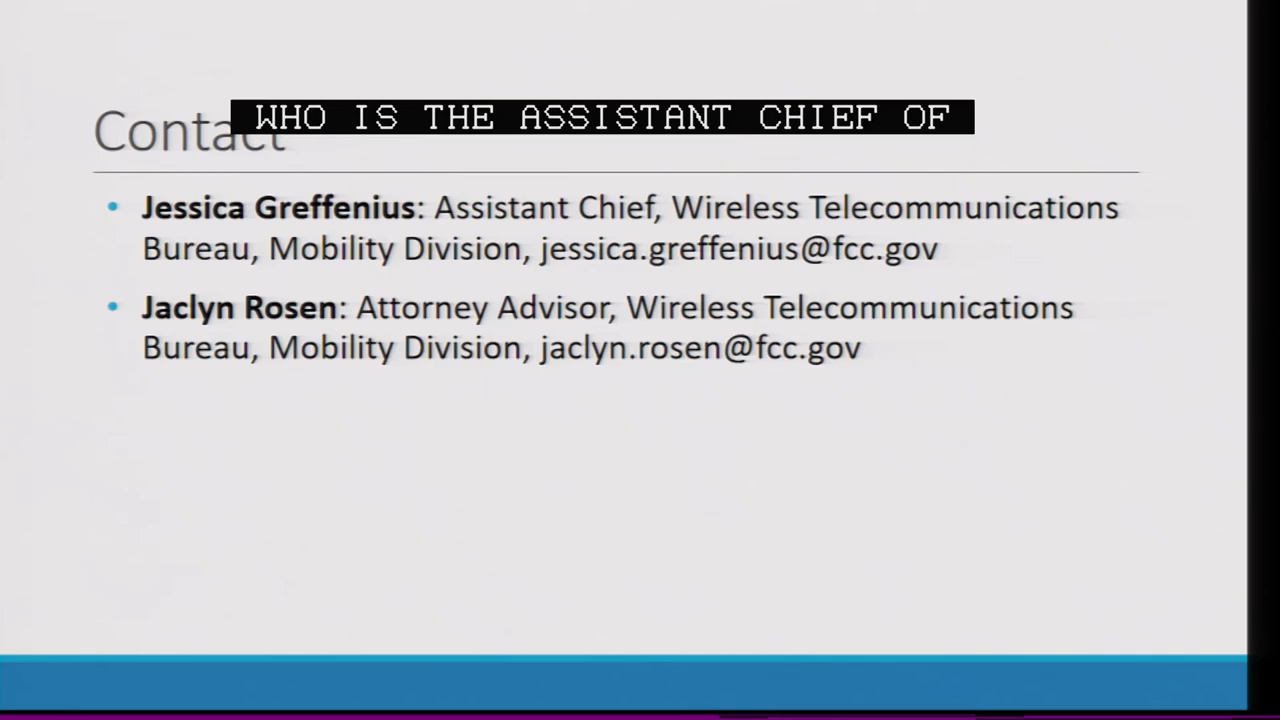 WHO IS THE ASSISTANT CHIEF OF
Contact
• Jessica Greffenius: Assistant Chief, Wireless Telecommunications
Bureau, Mobility Division, jessica.greffenius@fcc.gov
• Jaclyn Rosen: Attorney Advisor, Wireless Telecommunications
Bureau, Mobility Division, jaclyn.rosen@fcc.gov